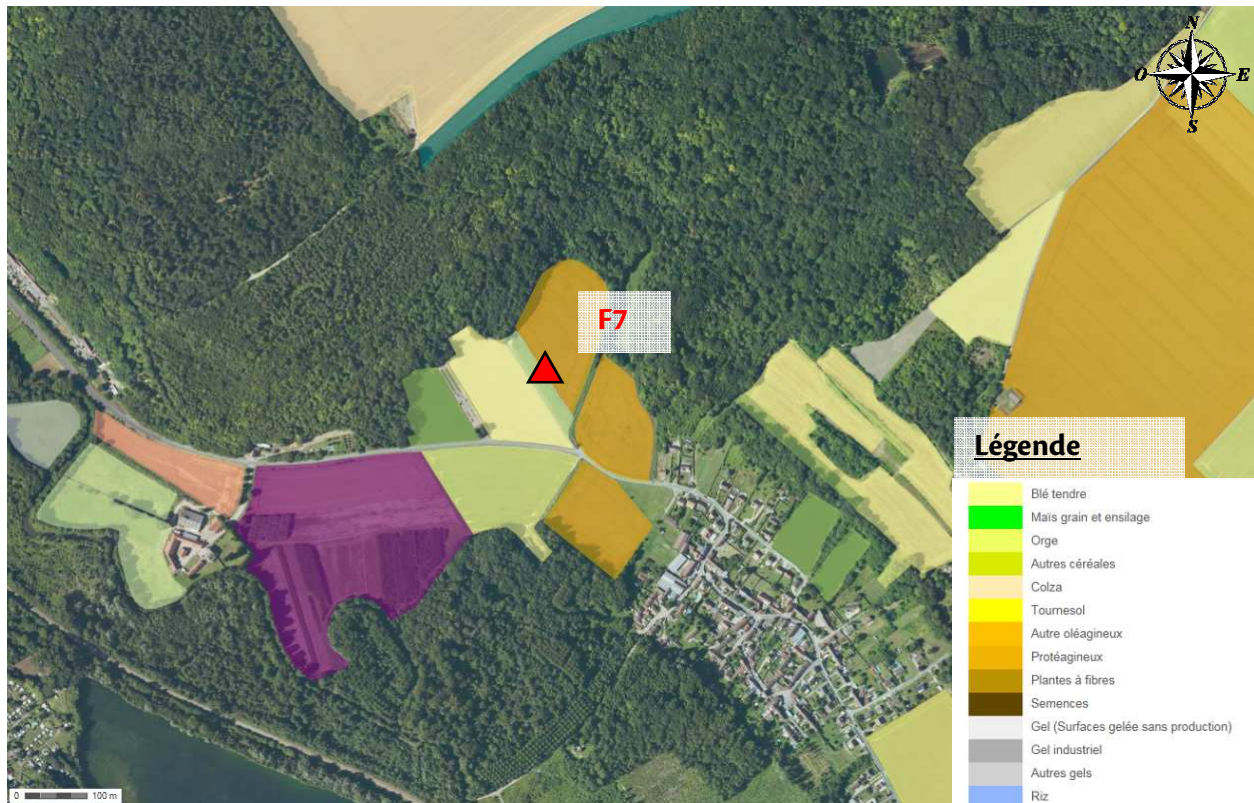 N
O E
S
F7
Légende
Blé tendre
Maïs grain et ensilage
Orge
Autres céréales
Colza
Tournesol
Autre oléagineux
Protéagineux
Plantes à fibres
Semences
Gel (Surfaces gelée sans production)
Gel industriel
Autres gels
Riz
0 100 m